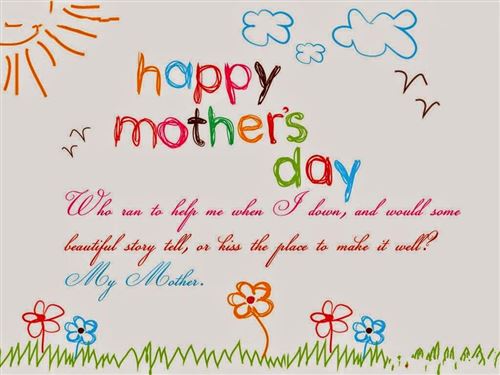 happy
mother's
day
Who ran to help me when I down, and would some
beautiful story tell, or kiss the place to make it well?
My Mother.